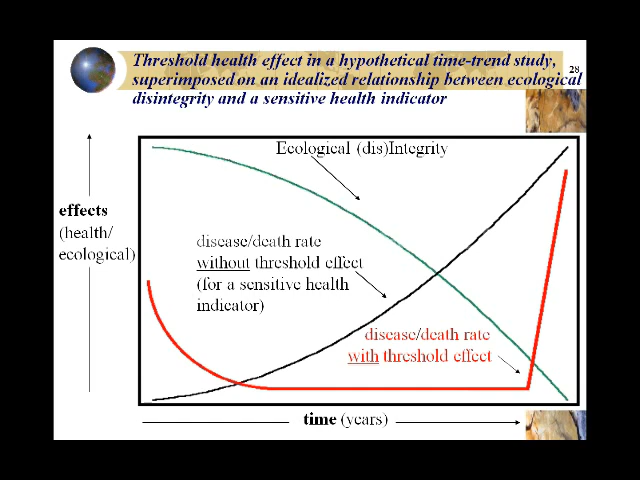 Threshold health effect in a hypothetical time-trend study,
superimposed on an idealized relationship between ecological
disintegrity and a sensitive health indicator
28
Ecological (dis)Integrity
effects
(health/
ecological)
disease/death rate
without threshold effect
(for a sensitive health
indicator)
disease/death rate
with threshold effect
time (years)